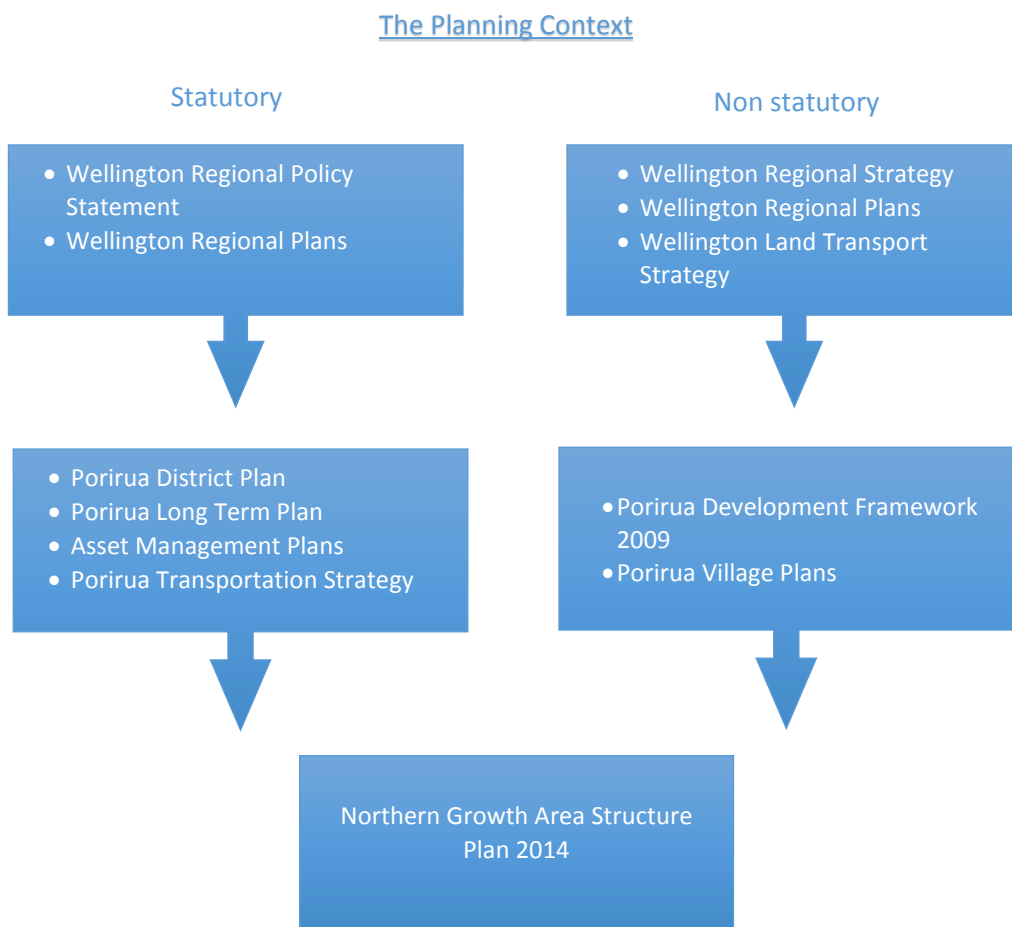 The Planning Context
Statutory
Non statutory
• Wellington Regional Policy
Statement
• Wellington Regional Plans
• Wellington Regional Strategy
• Wellington Regional Plans
• Wellington Land Transport
Strategy
• Porirua District Plan
• Porirua Long Term Plan
• Asset Management Plans
• Porirua Transportation Strategy
• Porirua Development Framework
2009
• Porirua Village Plans
Northern Growth Area Structure
Plan 2014